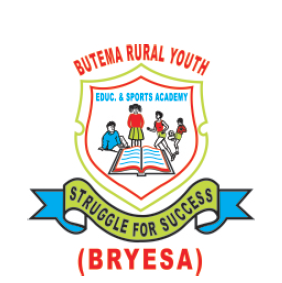 BUTEMA RURAL YOUTH
EDUC. & SPORTS ACADEMY
STRUGGLE FOR SUCCESS
(BRYESA)